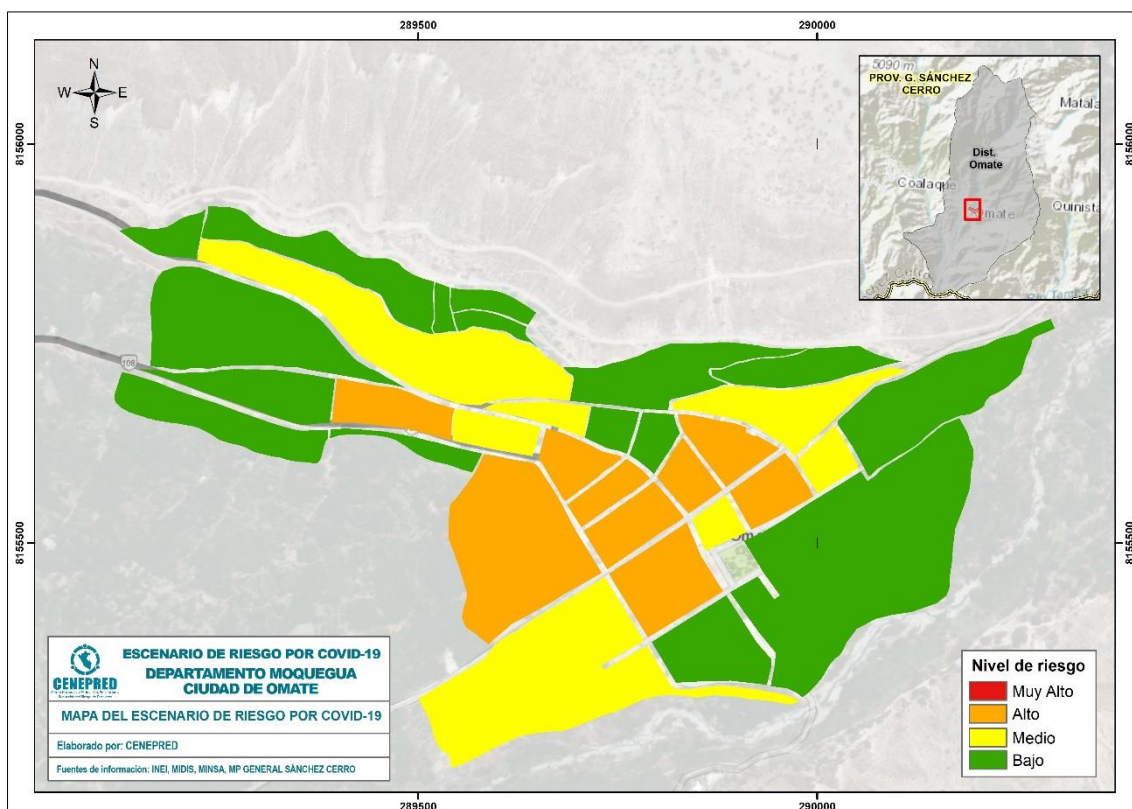 289500
290000
N
W E
S
8156000
8156000
5090 m
PROV. G. SÁNCHEZ
CERRO
Matala
Dist.
Omate
Coalaque
Omate
Quinista
108
8155500
8155500
ESCENARIO DE RIESGO POR COVID-19
DEPARTAMENTO MOQUEGUA
CIUDAD DE OMATE
CENEPRED
MAPA DEL ESCENARIO DE RIESGO POR COVID-19
Elaborado por: CENEPRED
Fuentes de información: INEI, MIDIS, MINSA, MP GENERAL SÁNCHEZ CERRO
Nivel de riesgo
Muy Alto
Alto
Medio
Bajo
289500
290000